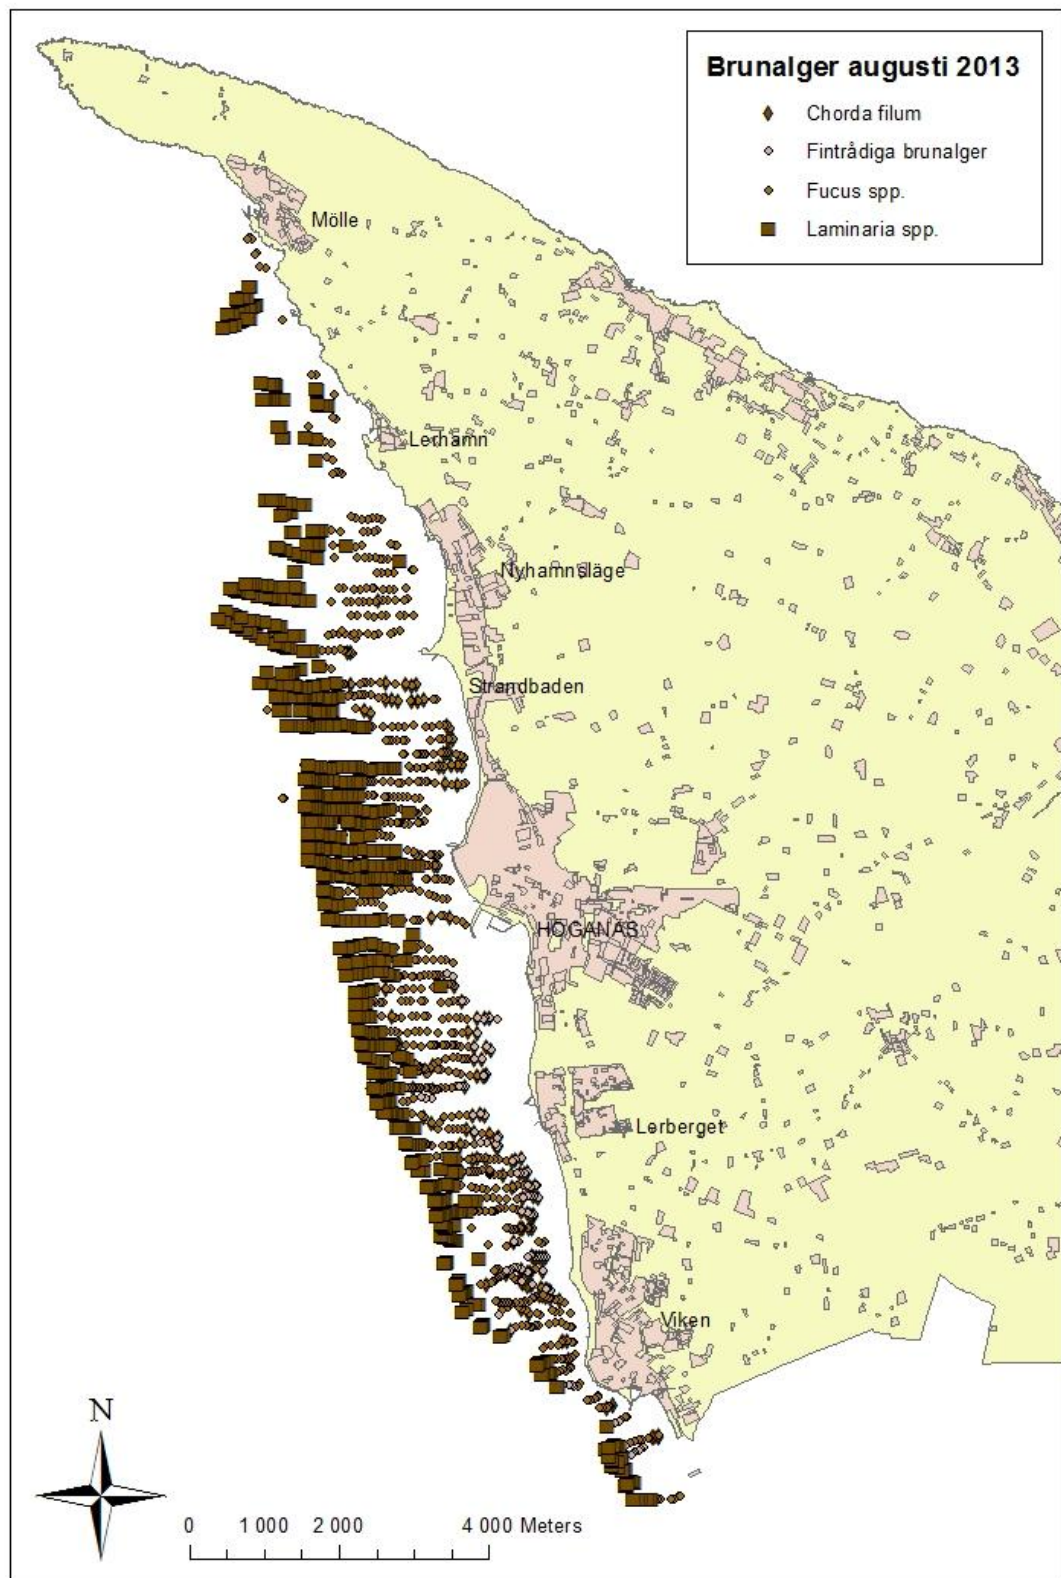 Brunalger augusti 2013
Chorda filum
Fintrådiga brunalger
Fucus spp.
Laminaria spp.
Mölle
Lerhamn
Nyhamnsläge
Strandbaden
HÖGANÄS
Lerberget
Viken
N
0 1 000 2 000 4 000 Meters